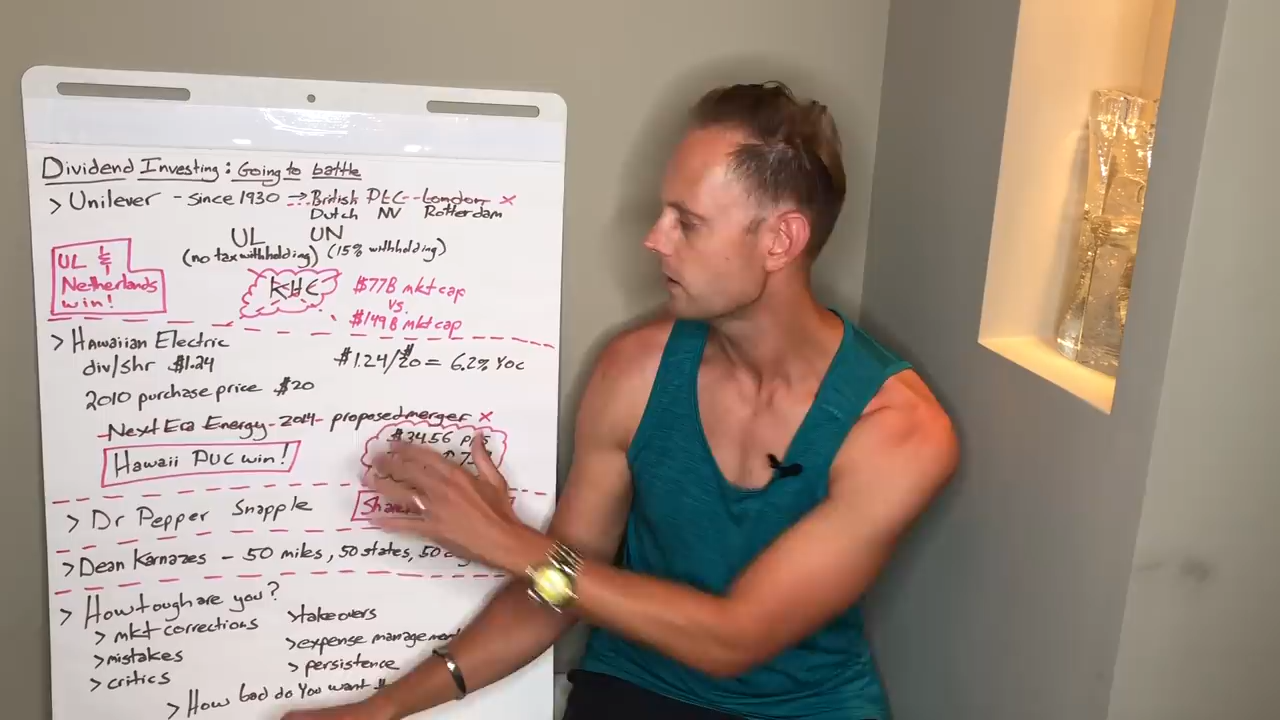 Dividend Investing: Going to battle
> Unilever - since 1930 → British PLC - London x
Dutch NV Rotterdam
UL UN
(no tax withholding) (15% withholding)
UL &
Netherlands
win!
KHC
$77B mkt cap
vs.
$149B mkt cap
> Hawaiian Electric
div/shr $1.24
$1.24/$20 = 6.2% YOC
2010 purchase price $20
Next Era Energy - 2014 - proposed merger x
$34.56 p/s
Hawaii PUC win!
> Dr Pepper Snapple
> Dean Karnazes - 50 miles, 50 states, 50
> How tough are you?
> mkt corrections
> mistakes
> critics
> takeovers
> expense management
> persistence
> How bad do you want